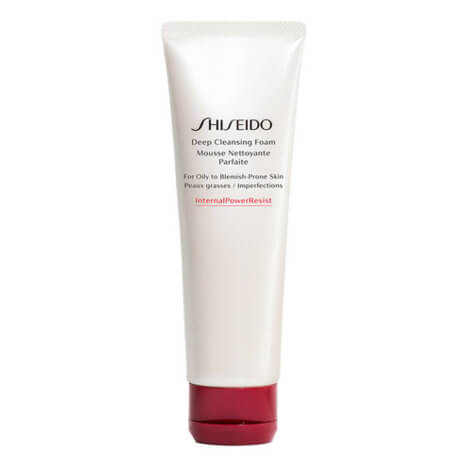 SHISEIDO
Deep Cleansing Foam
Mousse Nettoyante
Parfaite
For Oily to Blemish-Prone Skin
Peaux grasses / Imperfections
InternalPowerResist